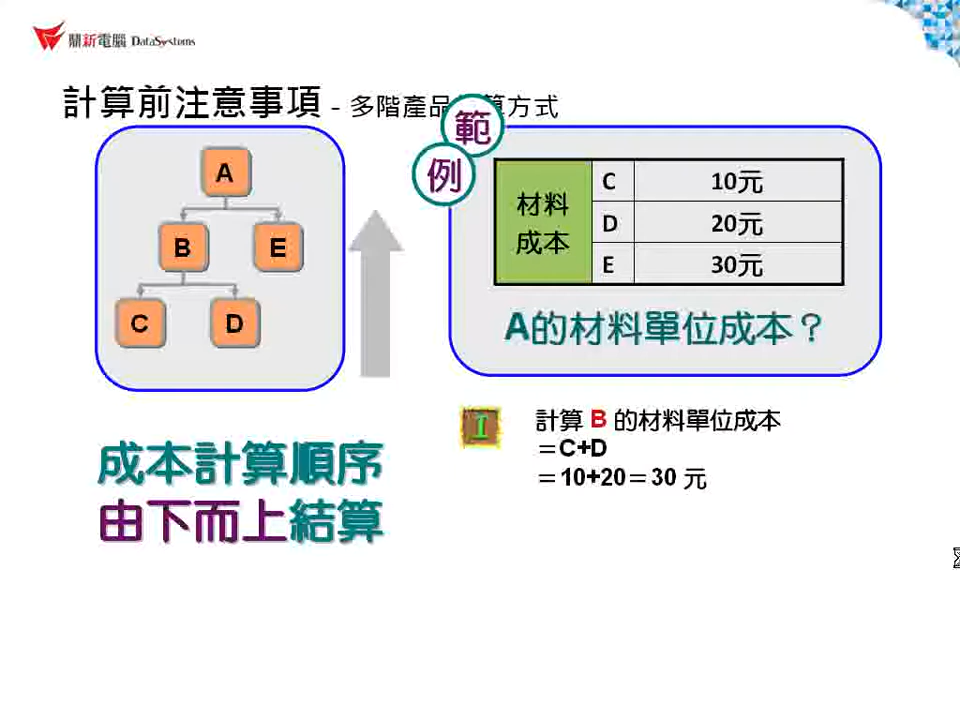 鼎新電腦 DataSystems
計算前注意事項 - 多階產品 算方式
範
例
A
B
E
C
D
材料
成本
C 10元
D 20元
E 30元
A的材料單位成本？
I
計算 B 的材料單位成本
＝C+D
＝10+20＝30 元
成本計算順序
由下而上結算